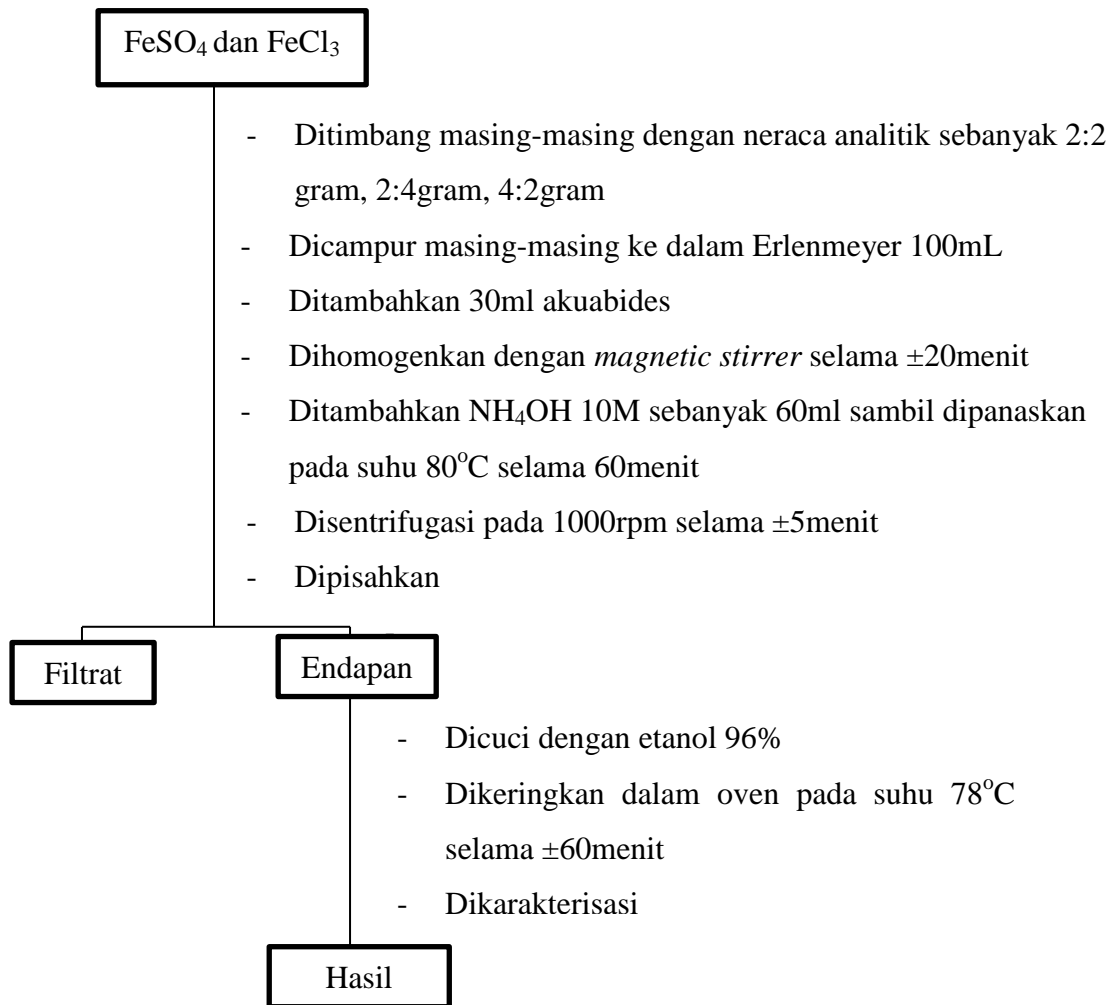 FeSO₄ dan FeCl₃
- Ditimbang masing-masing dengan neraca analitik sebanyak 2:2
gram, 2:4gram, 4:2gram
- Dicampur masing-masing ke dalam Erlenmeyer 100mL
- Ditambahkan 30ml akuabides
- Dihomogenkan dengan magnetic stirrer selama ±20menit
- Ditambahkan NH₄OH 10M sebanyak 60ml sambil dipanaskan
pada suhu 80°C selama 60menit
- Disentrifugasi pada 1000rpm selama ±5menit
- Dipisahkan
Filtrat
Endapan
- Dicuci dengan etanol 96%
- Dikeringkan dalam oven pada suhu 78°C
selama ±60menit
- Dikarakterisasi
Hasil